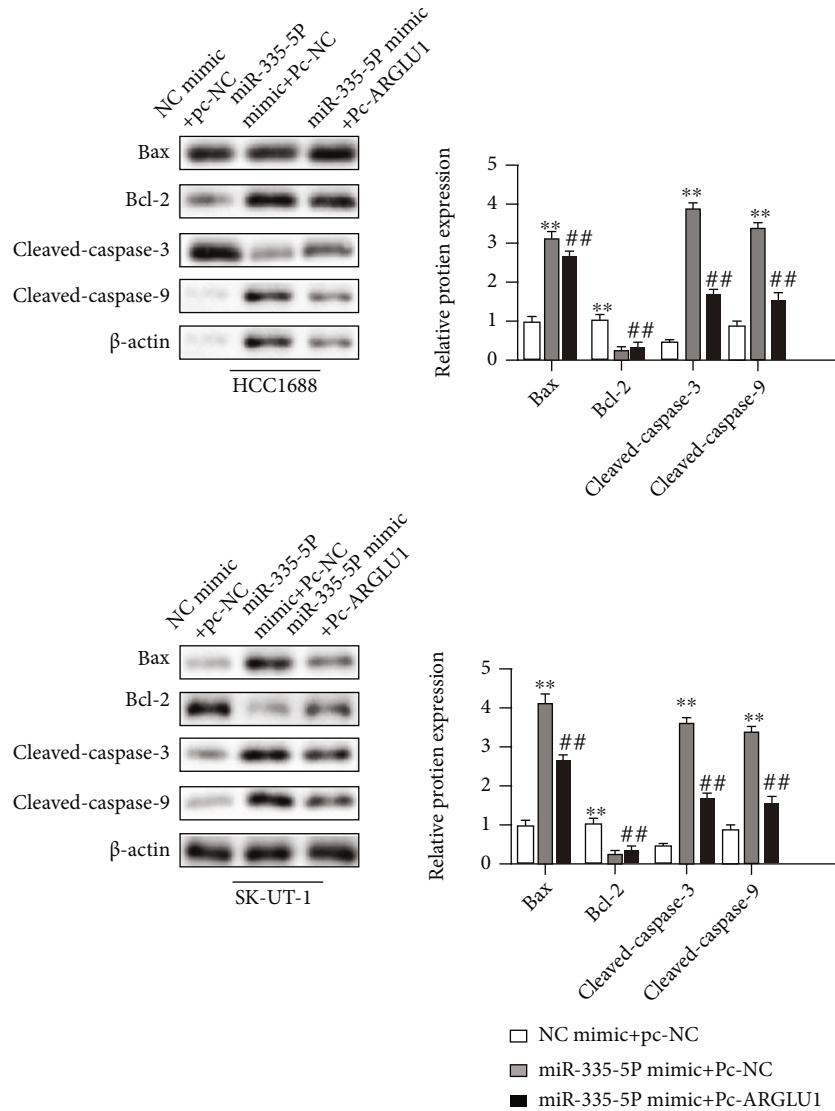 NC mimic
+pc-NC
miR-335-5P
mimic+Pc-NC
miR-335-5P mimic
+Pc-ARGLU1
Bax
Bcl-2
Cleaved-caspase-3
Cleaved-caspase-9
β-actin
HCC1688
Relative protien expression
5
4
3
2
1
0
**
##
**
##
**
##
**
##
Bax
Bcl-2
Cleaved-caspase-3
Cleaved-caspase-9
NC mimic
+pc-NC
miR-335-5P
mimic+Pc-NC
miR-335-5P mimic
+Pc-ARGLU1
Bax
Bcl-2
Cleaved-caspase-3
Cleaved-caspase-9
β-actin
SK-UT-1
Relative protien expression
5
4
3
2
1
0
**
##
**
##
**
##
**
##
Bax
Bcl-2
Cleaved-caspase-3
Cleaved-caspase-9
NC mimic+pc-NC
miR-335-5P mimic+Pc-NC
miR-335-5P mimic+Pc-ARGLU1